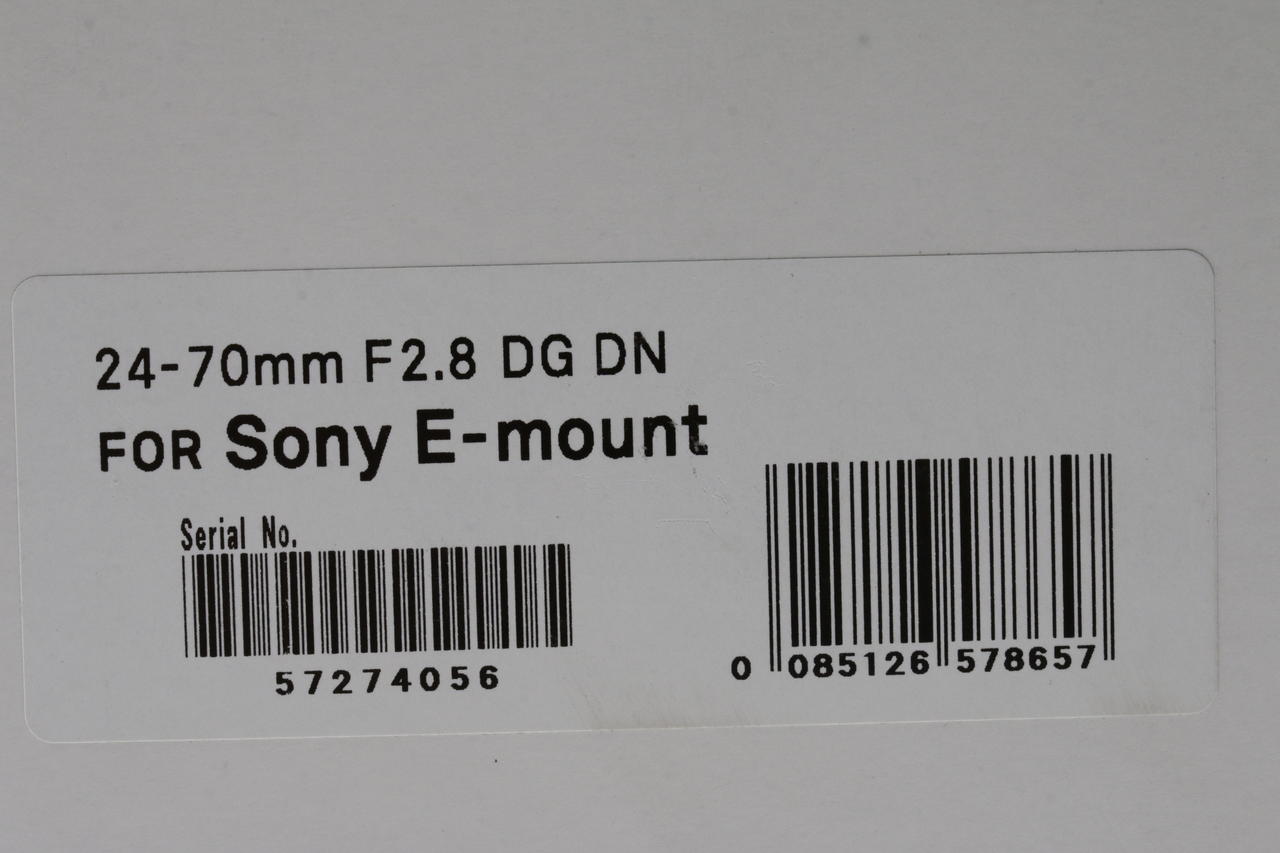 24-70mm F2.8 DG DN
FOR Sony E-mount
Serial No.
57274056
0 085126 578657